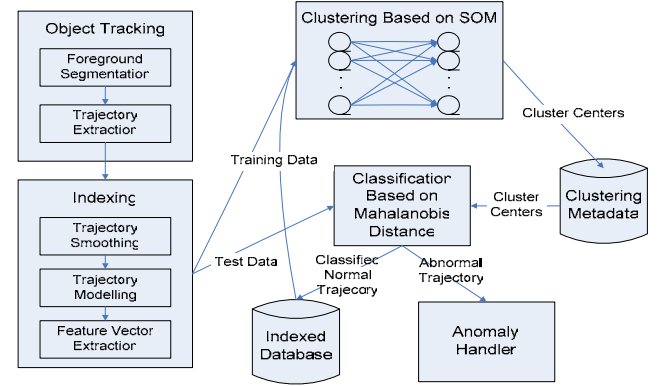 Object Tracking
Foreground
Segmentation
Trajectory
Extraction
Clustering Based on SOM
Indexing
Trajectory
Smoothing
Trajectory
Modelling
Feature Vector
Extraction
Training Data
Test Data
Classification
Based on
Mahalanobis
Distance
Cluster Centers
Cluster
Centers
Clustering
Metadata
Classified
Normal
Trajectory
Abnormal
Trajectory
Indexed
Database
Anomaly
Handler